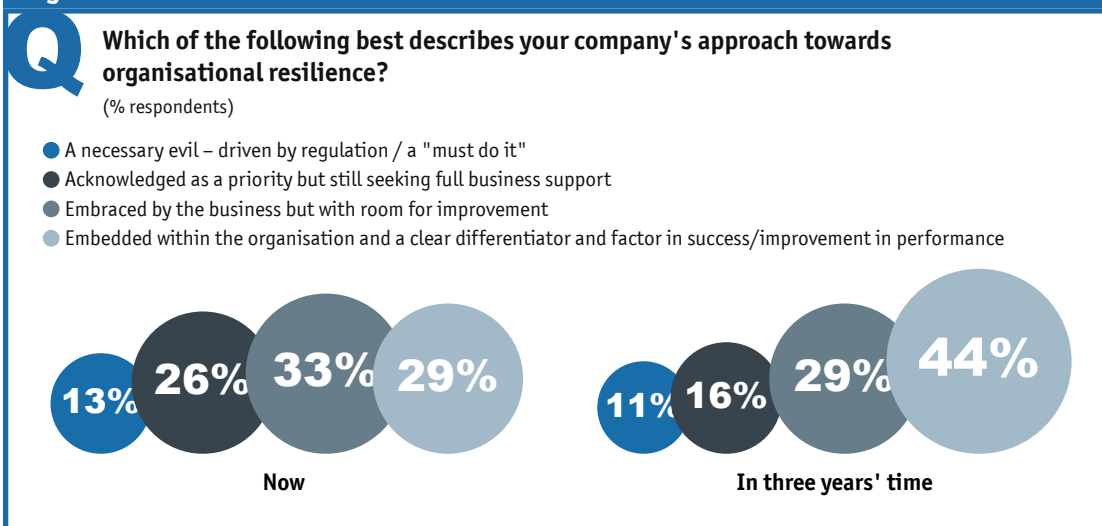 Q
Which of the following best describes your company's approach towards
organisational resilience?
(% respondents)
A necessary evil – driven by regulation / a "must do it"
Acknowledged as a priority but still seeking full business support
Embraced by the business but with room for improvement
Embedded within the organisation and a clear differentiator and factor in success/improvement in performance
13% 26% 33% 29%
11% 16% 29% 44%
Now
In three years' time